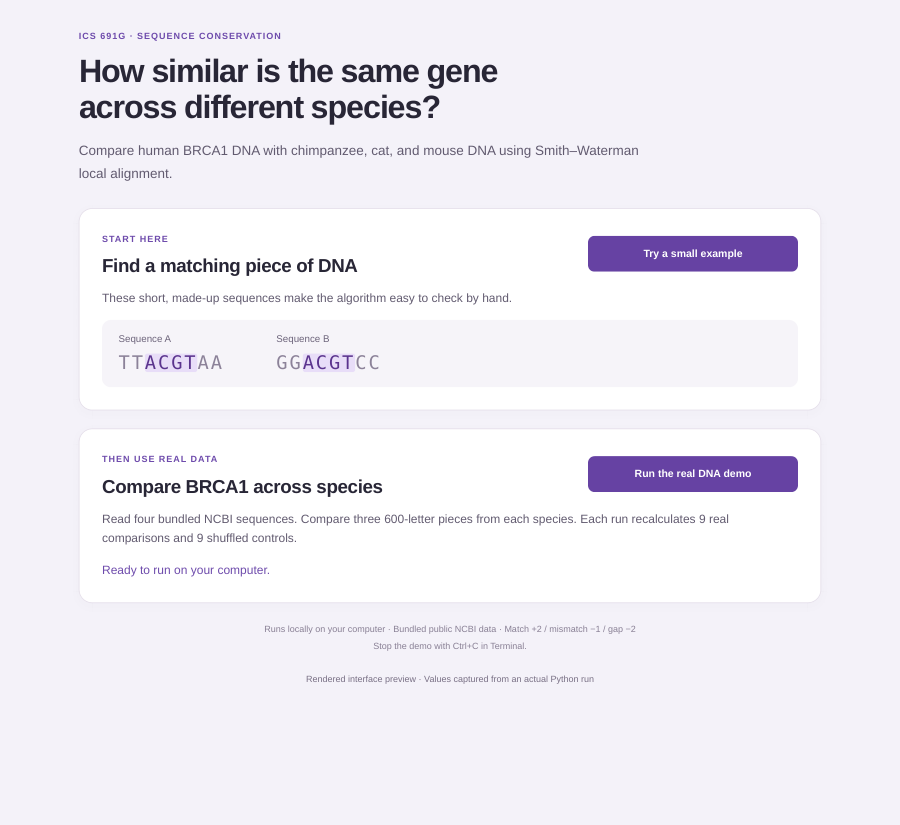 ICS 691G · SEQUENCE CONSERVATION
How similar is the same gene
across different species?
Compare human BRCA1 DNA with chimpanzee, cat, and mouse DNA using Smith–Waterman
local alignment.
START HERE
Try a small example
Find a matching piece of DNA
These short, made-up sequences make the algorithm easy to check by hand.
Sequence A Sequence B
TTACGTAA GGACGTCC
THEN USE REAL DATA
Run the real DNA demo
Compare BRCA1 across species
Read four bundled NCBI sequences. Compare three 600-letter pieces from each species. Each run recalculates 9 real
comparisons and 9 shuffled controls.
Ready to run on your computer.
Runs locally on your computer · Bundled public NCBI data · Match +2 / mismatch −1 / gap −2
Stop the demo with Ctrl+C in Terminal.
Rendered interface preview · Values captured from an actual Python run